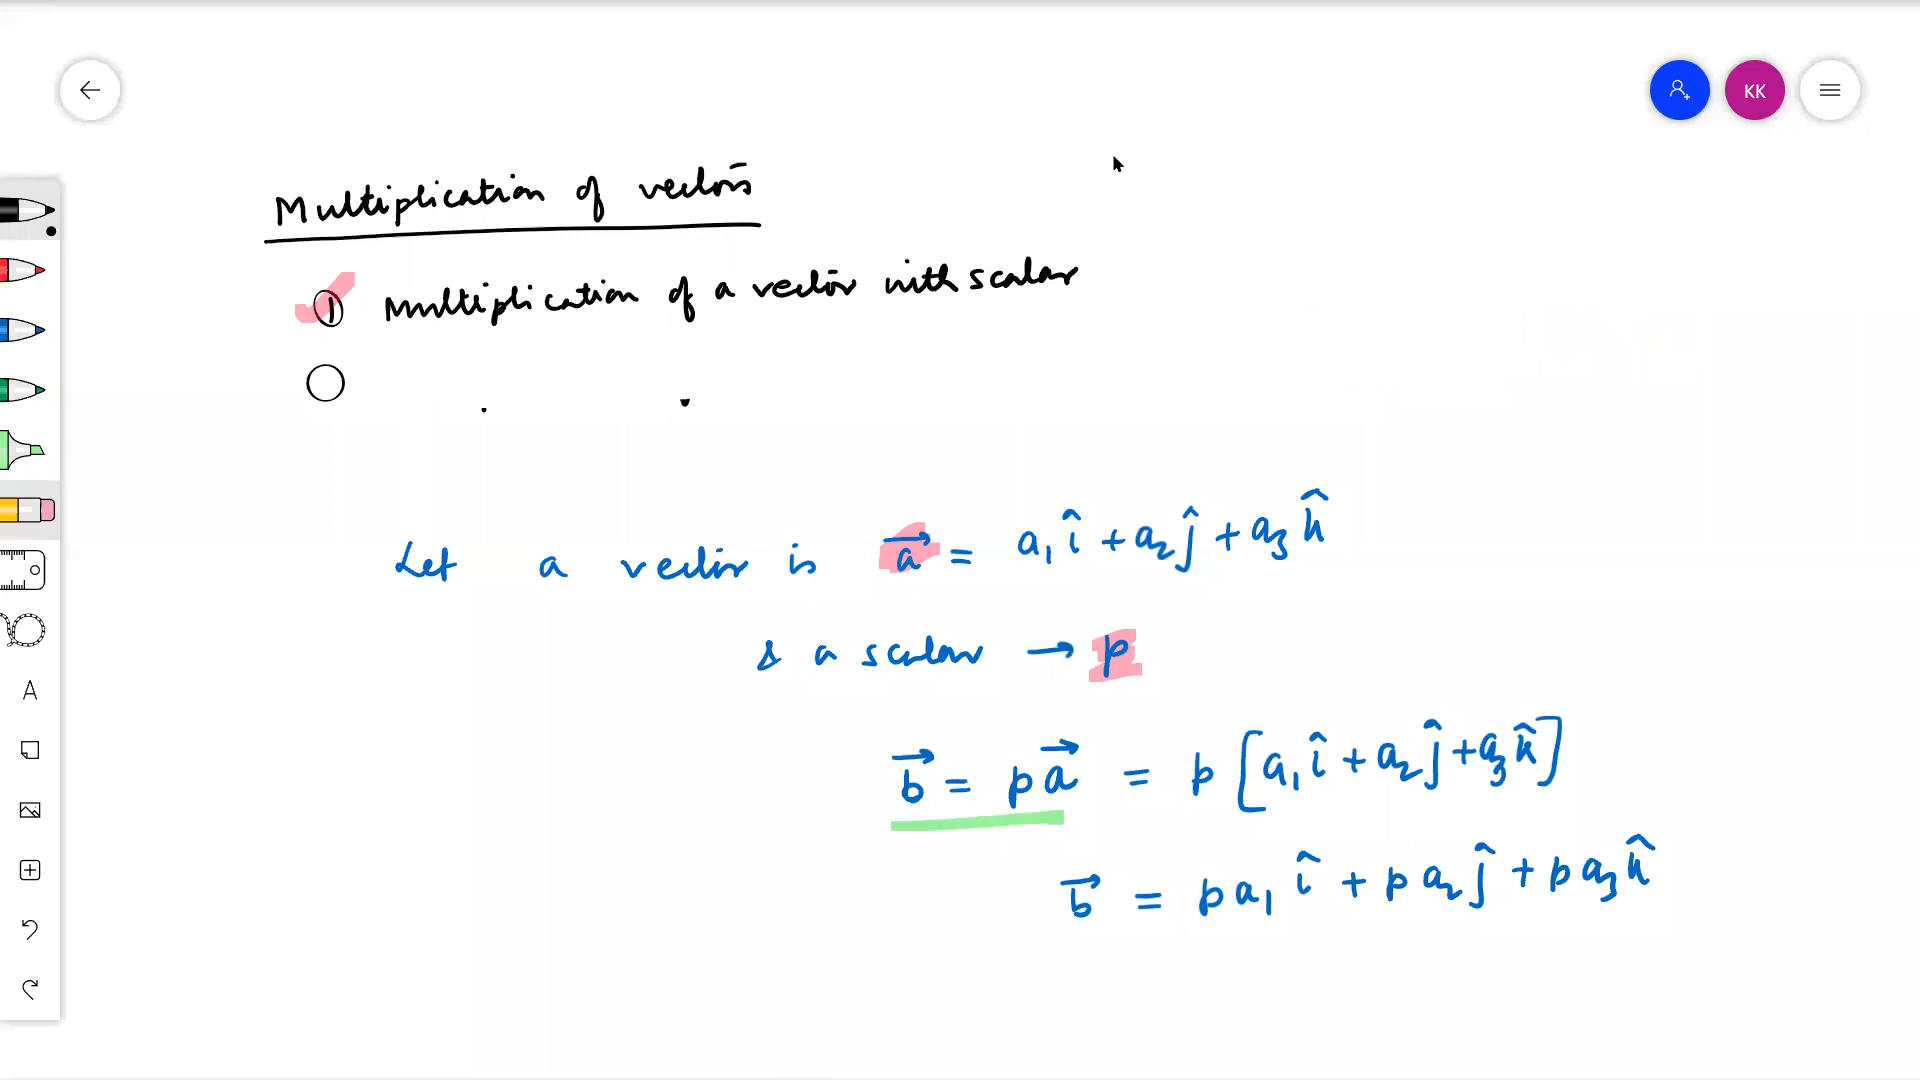 KK
Multiplication of vectors
① Multiplication of a vector with scalar
Let a vector is a⃗ = a₁î + a₂ĵ + a₃k̂
& a scalar → p
b⃗ = pa⃗ = p [a₁î + a₂ĵ + a₃k̂]
b⃗ = pa₁î + pa₂ĵ + pa₃k̂
A